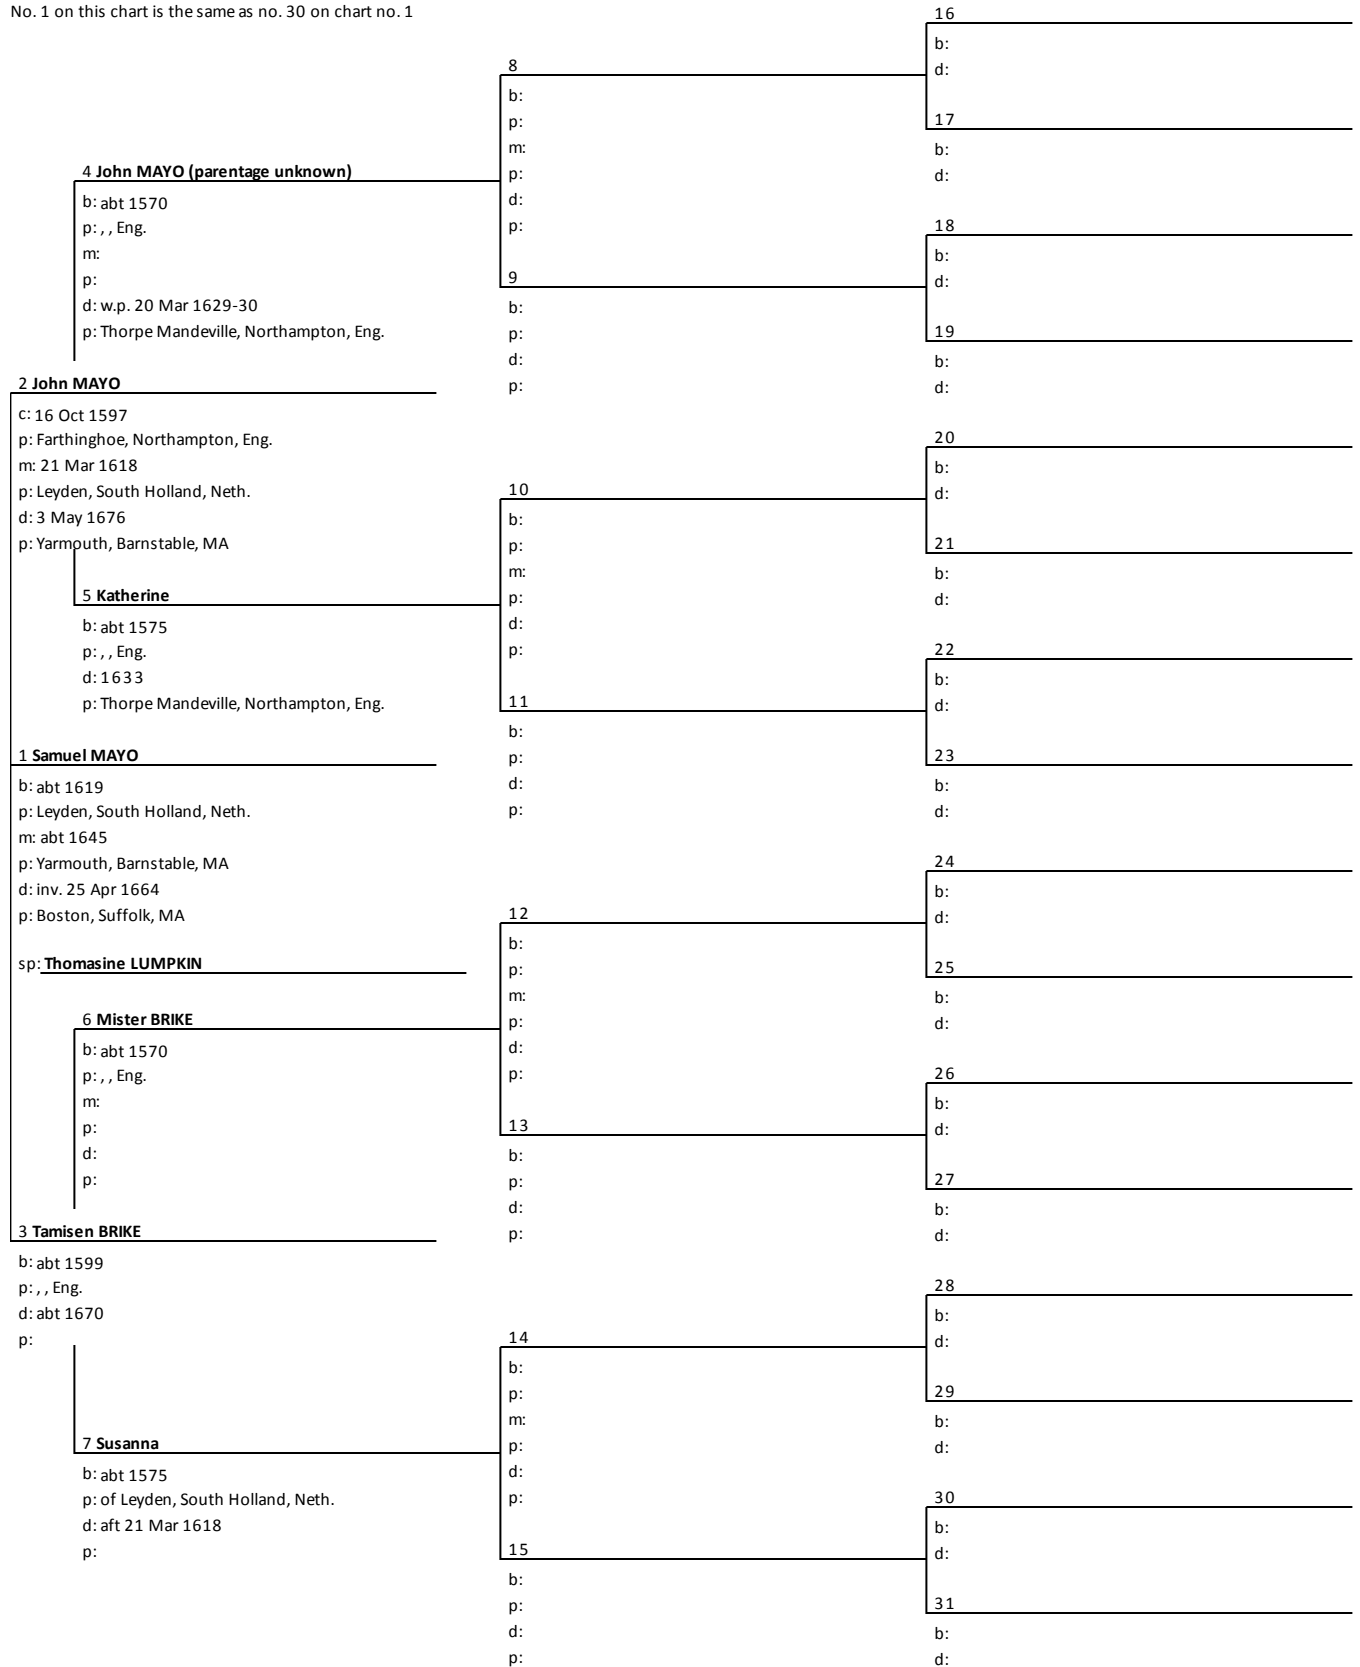 No. 1 on this chart is the same as no. 30 on chart no. 1
4 John MAYO (parentage unknown)
b: abt 1570
p: , , Eng.
m:
p:
d: w.p. 20 Mar 1629-30
p: Thorpe Mandeville, Northampton, Eng.
2 John MAYO
c: 16 Oct 1597
p: Farthinghoe, Northampton, Eng.
m: 21 Mar 1618
p: Leyden, South Holland, Neth.
d: 3 May 1676
p: Yarmouth, Barnstable, MA
5 Katherine
b: abt 1575
p: , , Eng.
d: 1633
p: Thorpe Mandeville, Northampton, Eng.
1 Samuel MAYO
b: abt 1619
p: Leyden, South Holland, Neth.
m: abt 1645
p: Yarmouth, Barnstable, MA
d: inv. 25 Apr 1664
p: Boston, Suffolk, MA
sp: Thomasine LUMPKIN
6 Mister BRIKE
b: abt 1570
p: , , Eng.
m:
p:
d:
p:
3 Tamisen BRIKE
b: abt 1599
p: , , Eng.
d: abt 1670
p:
7 Susanna
b: abt 1575
p: of Leyden, South Holland, Neth.
d: aft 21 Mar 1618
p:
8
b:
p:
m:
p:
d:
p:
9
b:
p:
d:
p:
10
b:
p:
m:
p:
d:
p:
11
b:
p:
d:
p:
12
b:
p:
m:
p:
d:
p:
13
b:
p:
d:
p:
14
b:
p:
m:
p:
d:
p:
15
b:
p:
d:
p:
16
b:
d:
17
b:
d:
18
b:
d:
19
b:
d:
20
b:
d:
21
b:
d:
22
b:
d:
23
b:
d:
24
b:
d:
25
b:
d:
26
b:
d:
27
b:
d:
28
b:
d:
29
b:
d:
30
b:
d:
31
b:
d: